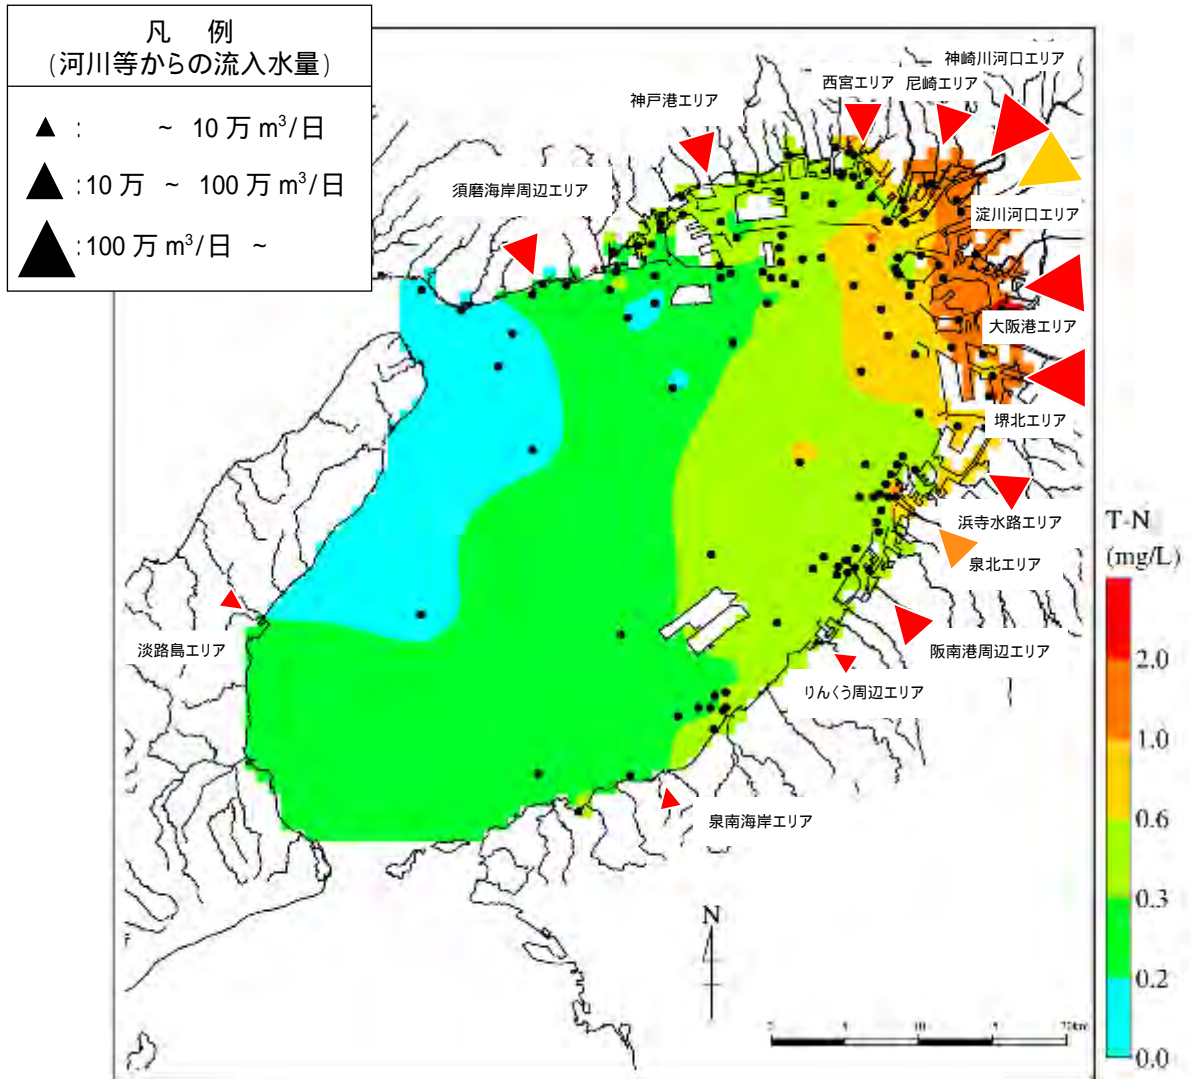 凡 例
(河川等からの流入水量)
: ~ 10 万 m³/日
: 10 万 ~ 100 万 m³/日
: 100 万 m³/日 ~
神崎川河口エリア
西宮エリア
尼崎エリア
神戸港エリア
須磨海岸周辺エリア
淀川河口エリア
大阪港エリア
堺北エリア
浜寺水路エリア
泉北エリア
阪南港周辺エリア
りんくう周辺エリア
泉南海岸エリア
淡路島エリア
T-N
(mg/L)
2.0
1.0
0.6
0.3
0.2
0.0
N
10